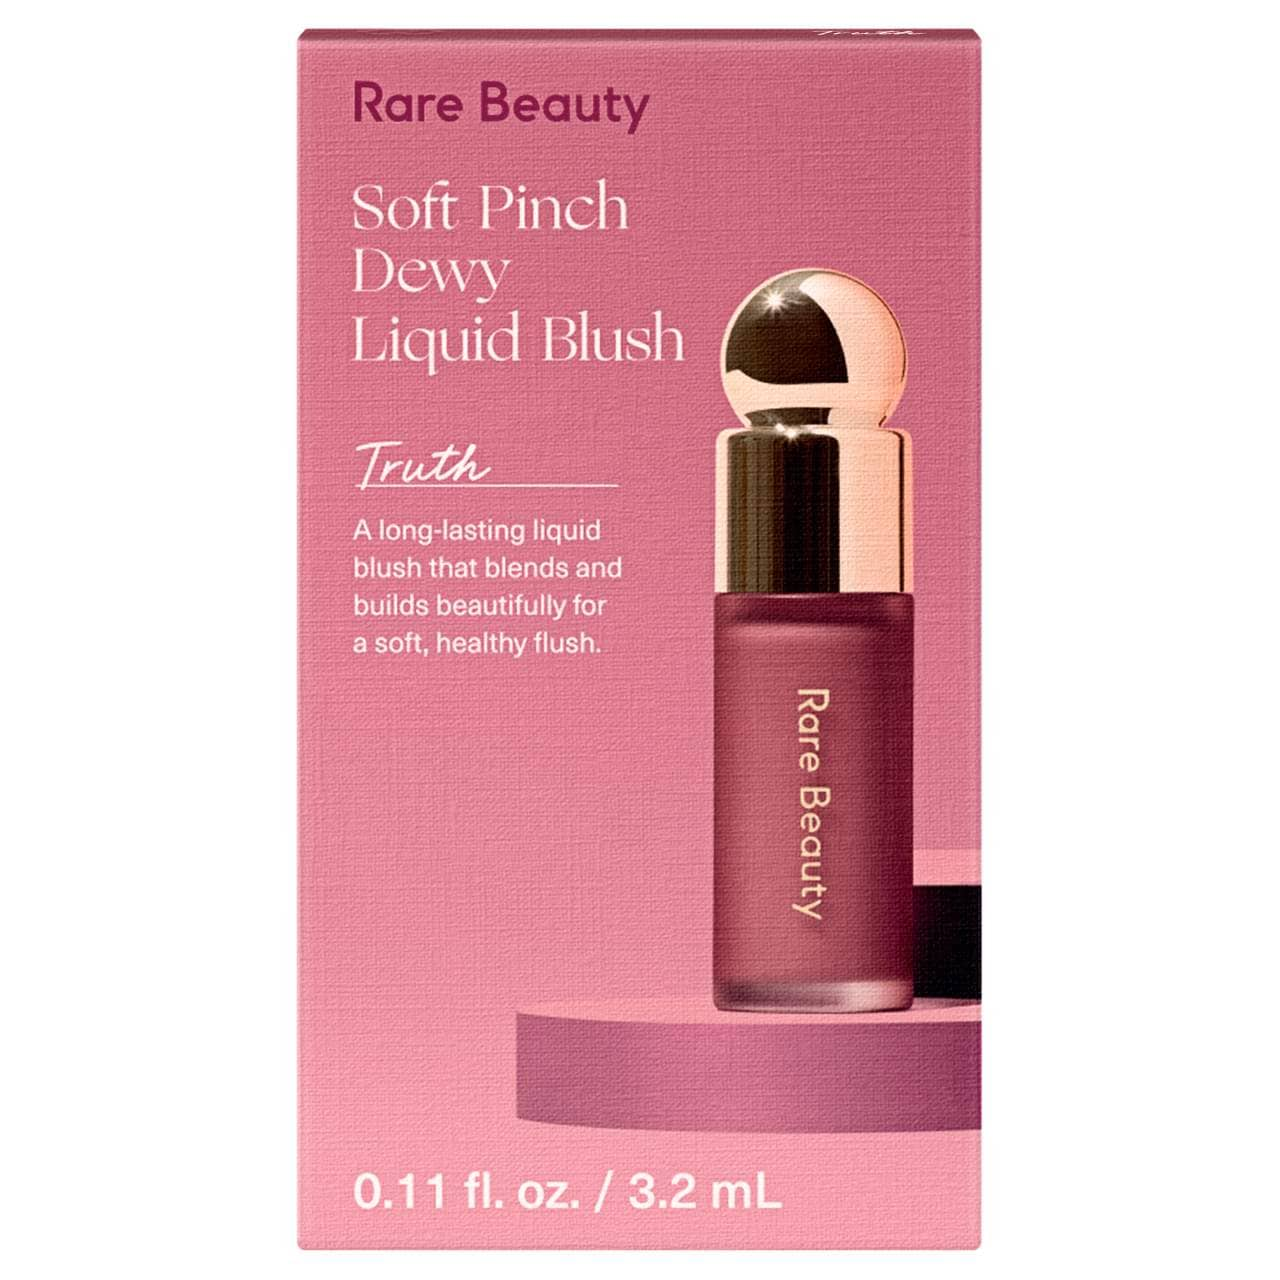 Truth
Rare Beauty
Soft Pinch
Dewy
Liquid Blush
Truth
A long-lasting liquid
blush that blends and
builds beautifully for
a soft, healthy flush.
Rare Beauty
0.11 fl. oz. / 3.2 mL